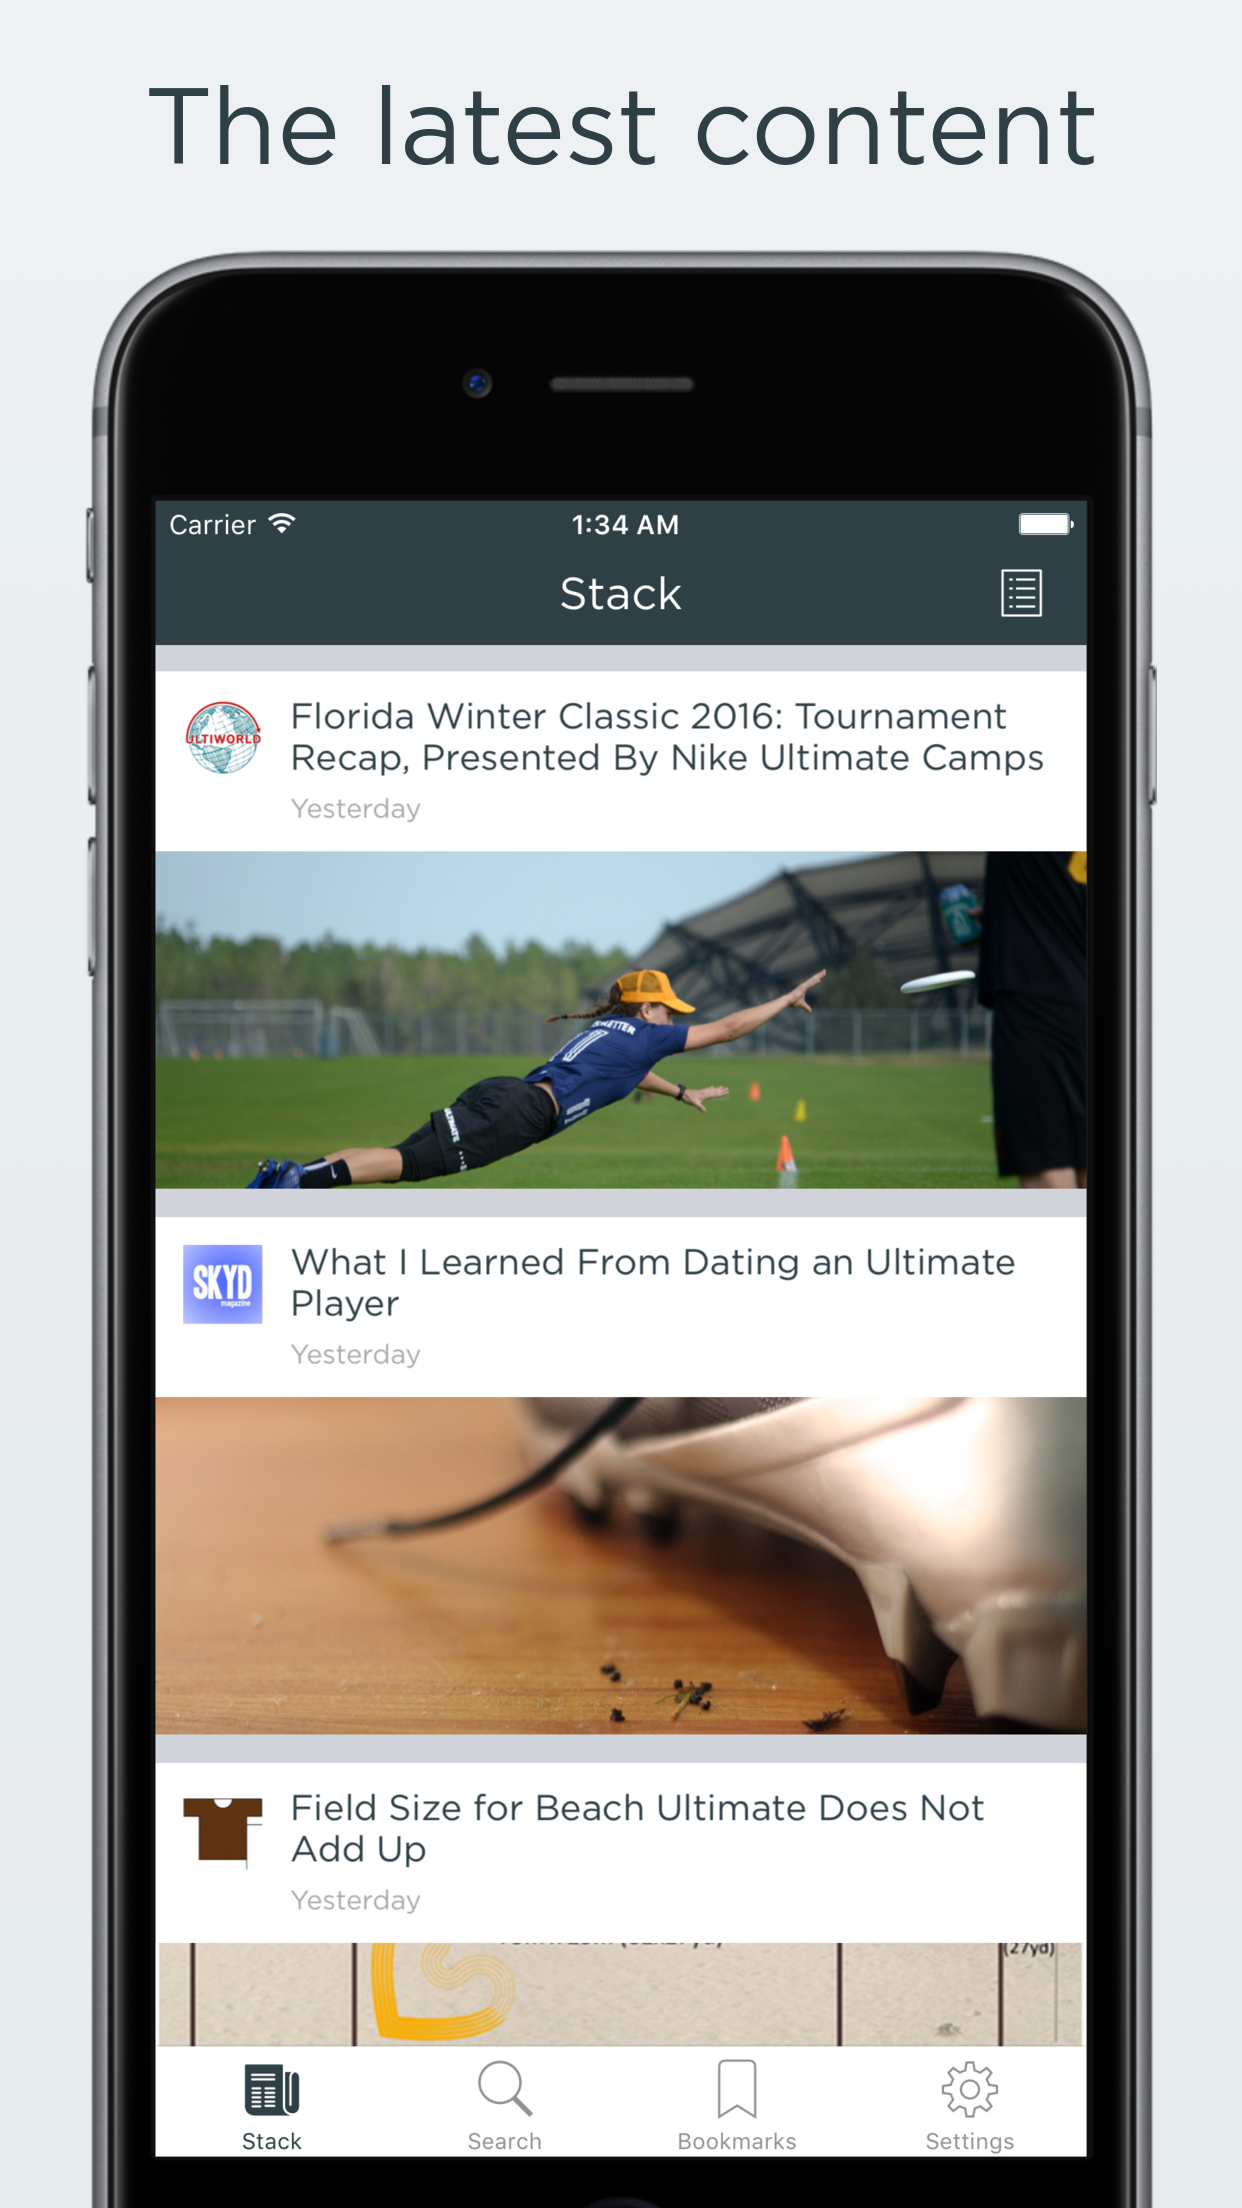 The latest content
Carrier
1:34 AM
Stack
ULTIWORLD
Florida Winter Classic 2016: Tournament
Recap, Presented By Nike Ultimate Camps
Yesterday
SKYD
magazine
What I Learned From Dating an Ultimate
Player
Yesterday
Field Size for Beach Ultimate Does Not
Add Up
Yesterday
(27yd)
Stack
Search
Bookmarks
Settings